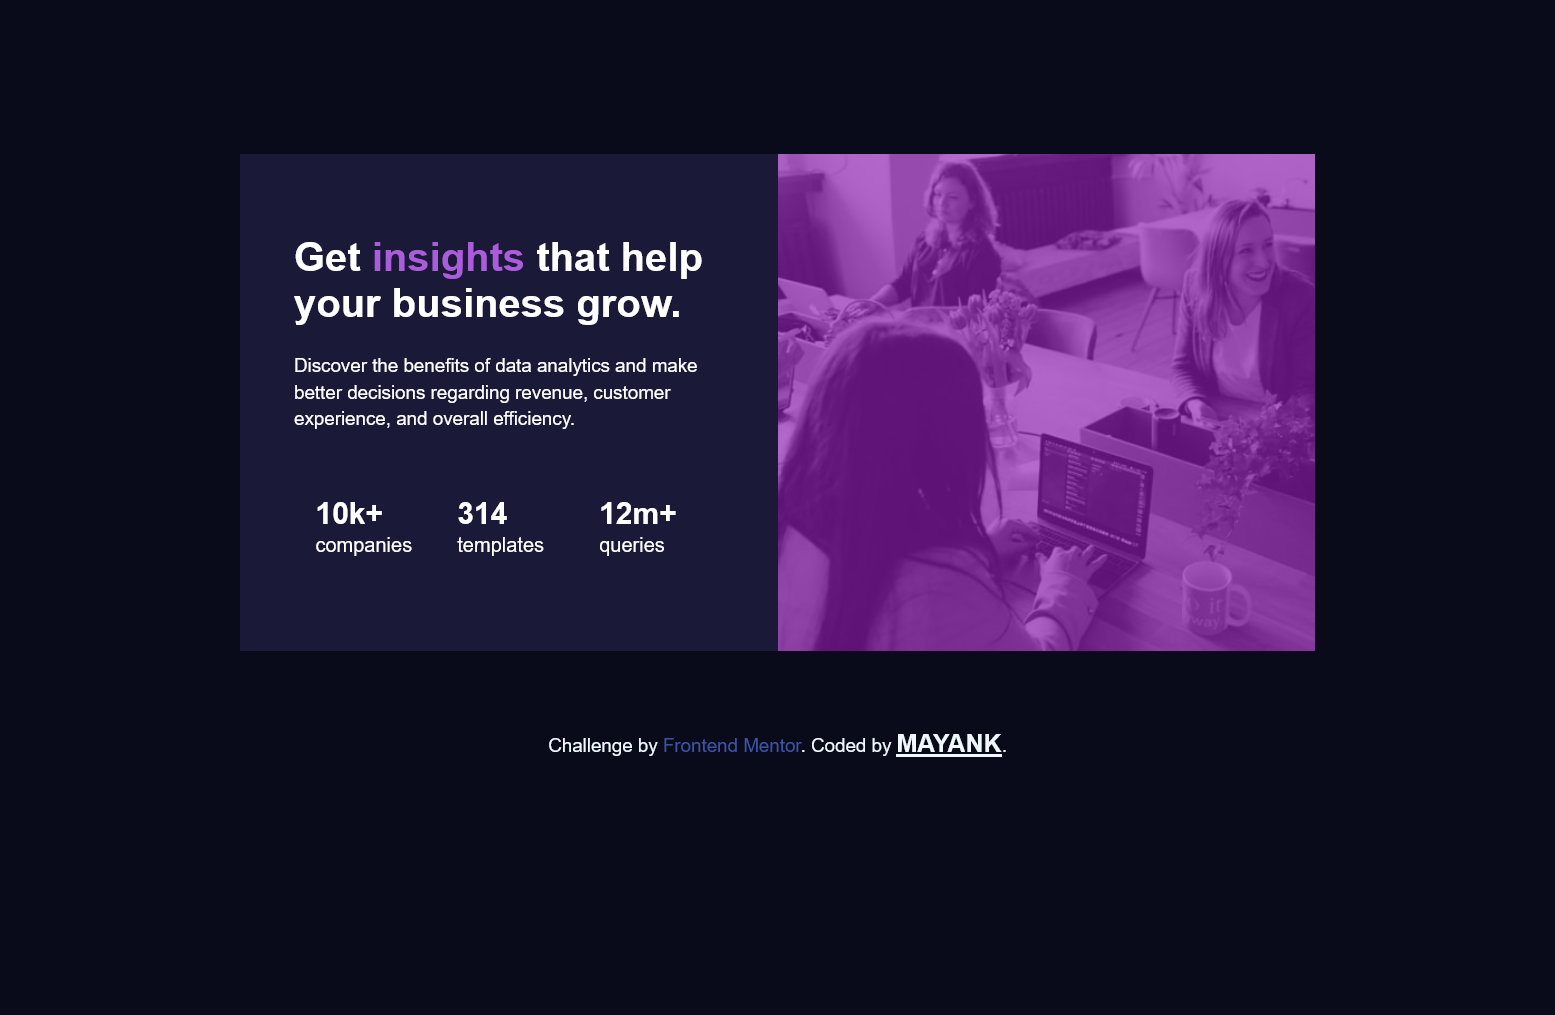 Get insights that help
your business grow.
Discover the benefits of data analytics and make
better decisions regarding revenue, customer
experience, and overall efficiency.
10k+ 314 12m+
companies templates queries
Challenge by Frontend Mentor. Coded by MAYANK.